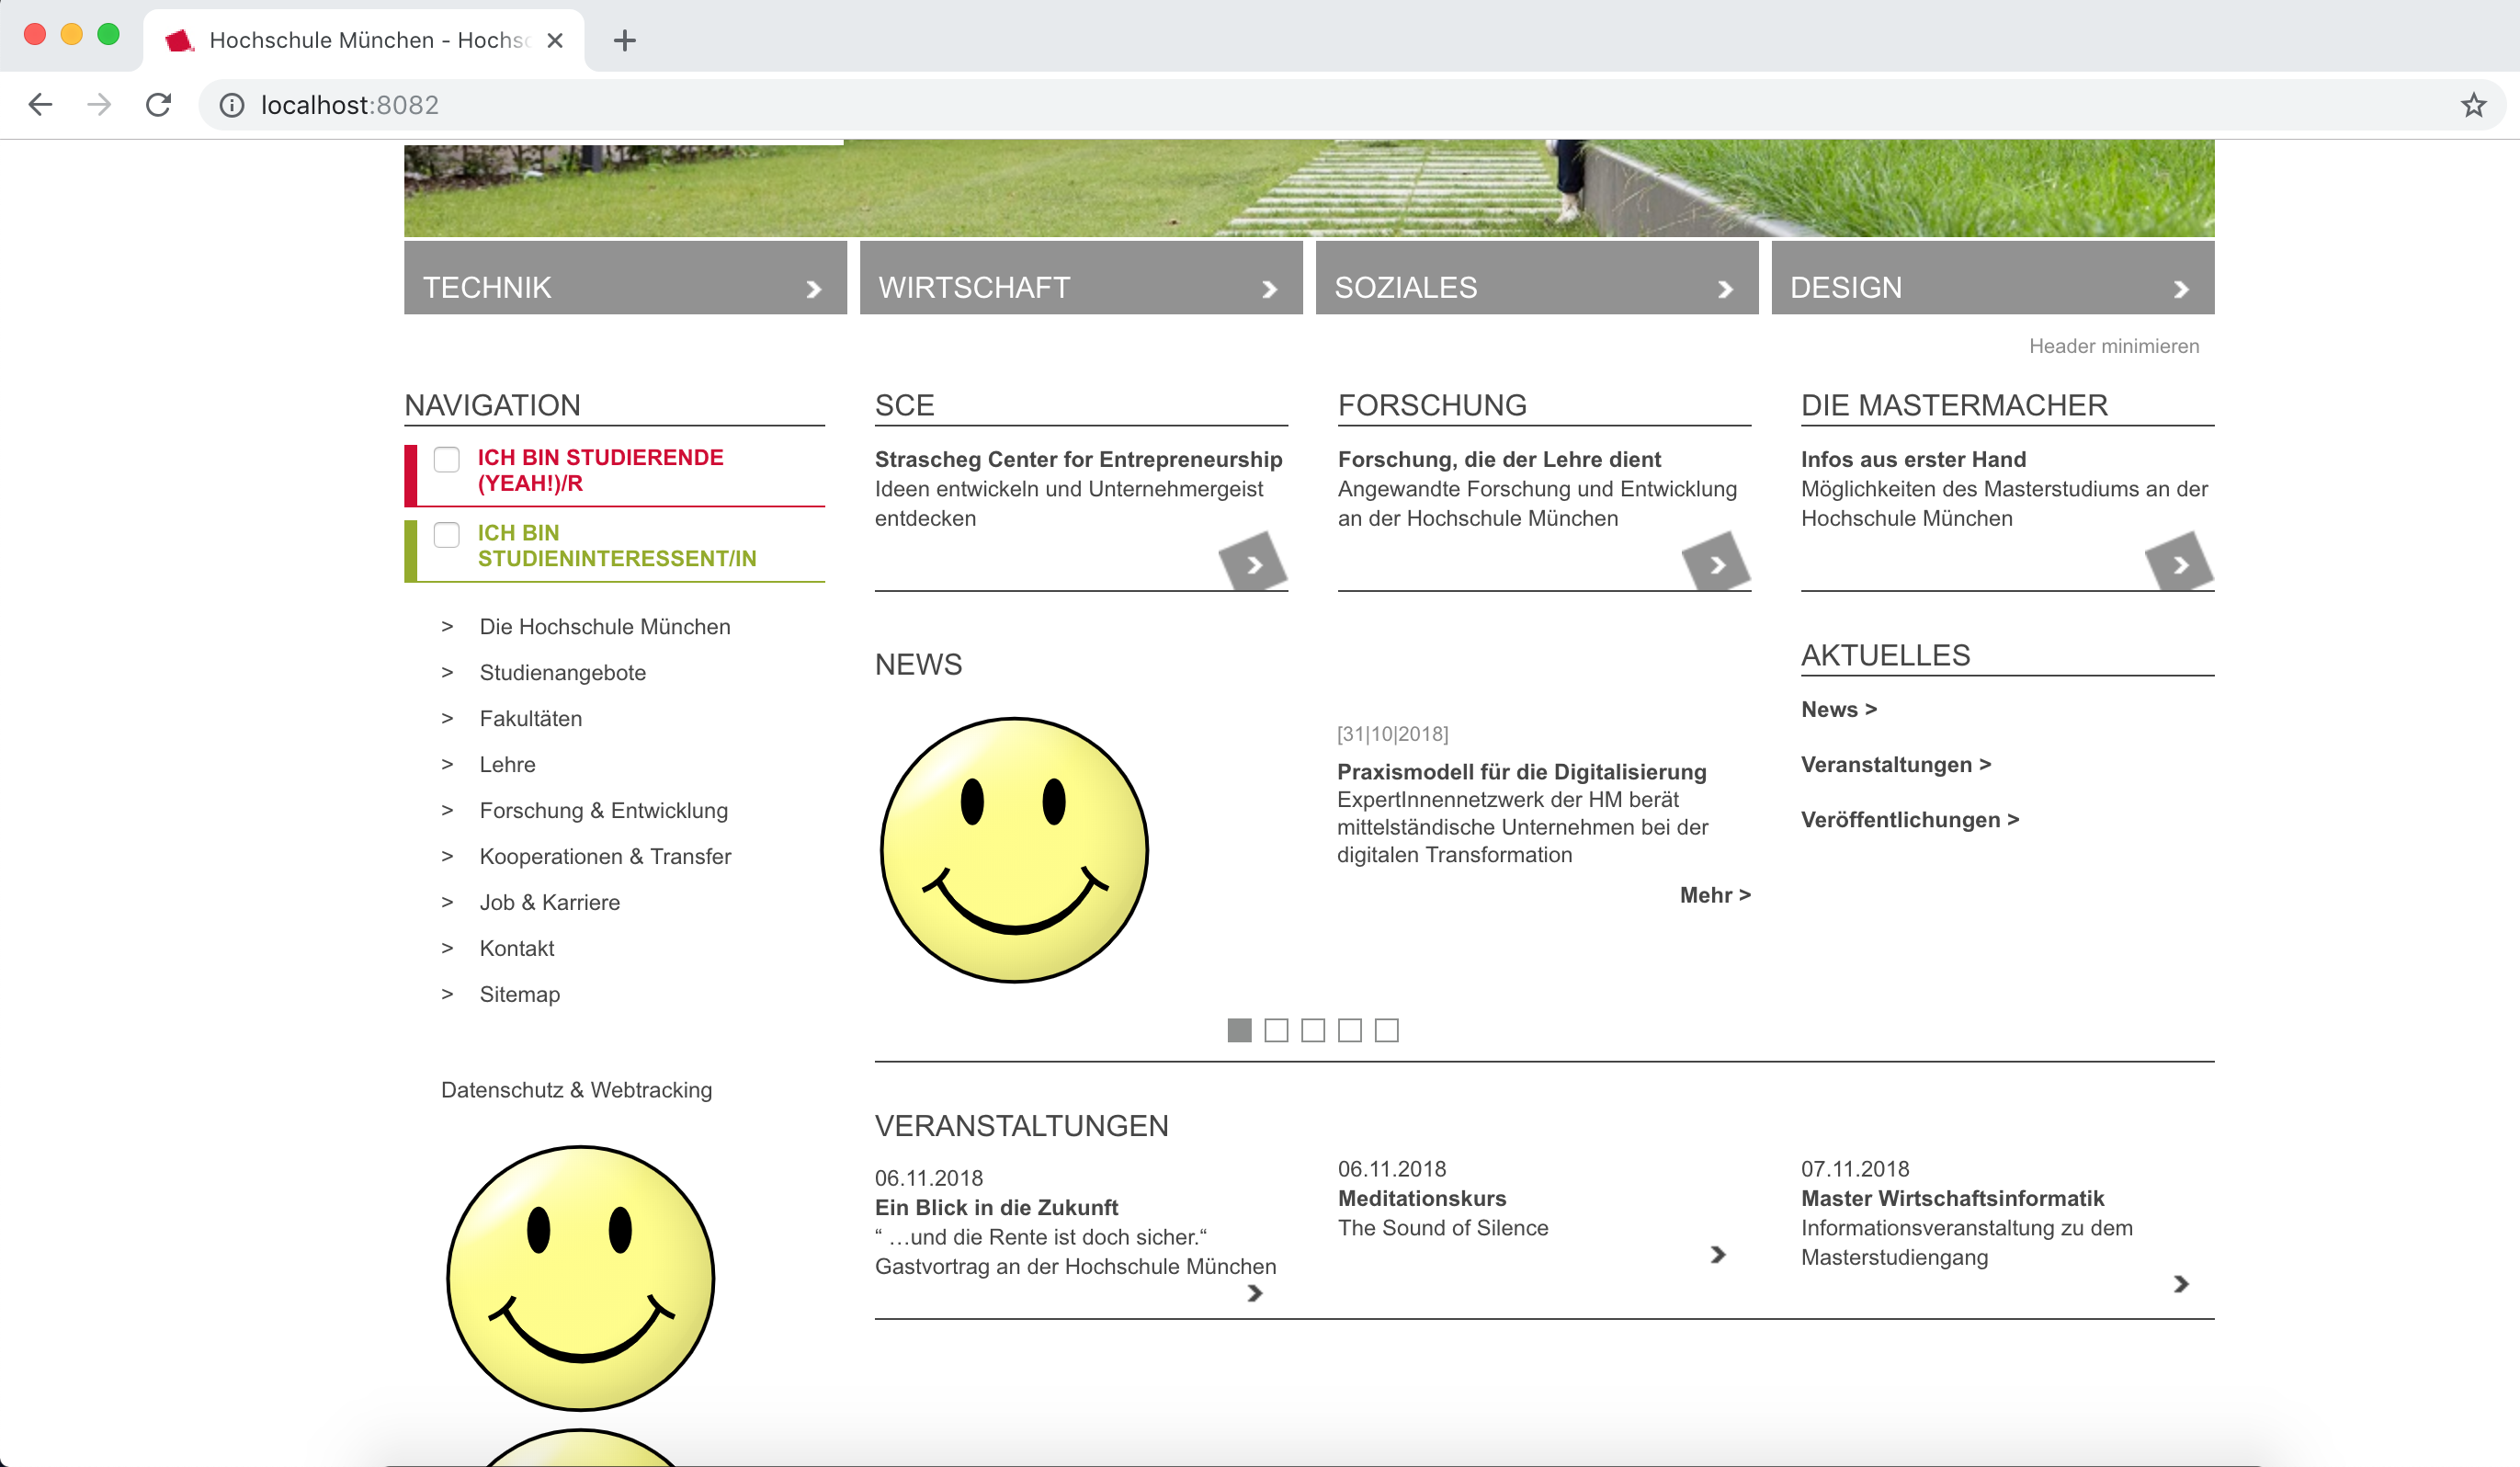 Hochschule München - Hochsc
localhost:8082
TECHNIK
WIRTSCHAFT
SOZIALES
DESIGN
Header minimieren
NAVIGATION
ICH BIN STUDIERENDE
(YEAH!)/R
ICH BIN
STUDIENINTERESSENT/IN
> Die Hochschule München
> Studienangebote
> Fakultäten
> Lehre
> Forschung & Entwicklung
> Kooperationen & Transfer
> Job & Karriere
> Kontakt
> Sitemap
Datenschutz & Webtracking
SCE
Strascheg Center for Entrepreneurship
Ideen entwickeln und Unternehmergeist
entdecken
FORSCHUNG
Forschung, die der Lehre dient
Angewandte Forschung und Entwicklung
an der Hochschule München
DIE MASTERMACHER
Infos aus erster Hand
Möglichkeiten des Masterstudiums an der
Hochschule München
NEWS
[31|10|2018]
Praxismodell für die Digitalisierung
ExpertInnennetzwerk der HM berät
mittelständische Unternehmen bei der
digitalen Transformation
Mehr >
AKTUELLES
News >
Veranstaltungen >
Veröffentlichungen >
VERANSTALTUNGEN
06.11.2018
Ein Blick in die Zukunft
“ …und die Rente ist doch sicher.“
Gastvortrag an der Hochschule München
06.11.2018
Meditationskurs
The Sound of Silence
07.11.2018
Master Wirtschaftsinformatik
Informationsveranstaltung zu dem
Masterstudiengang